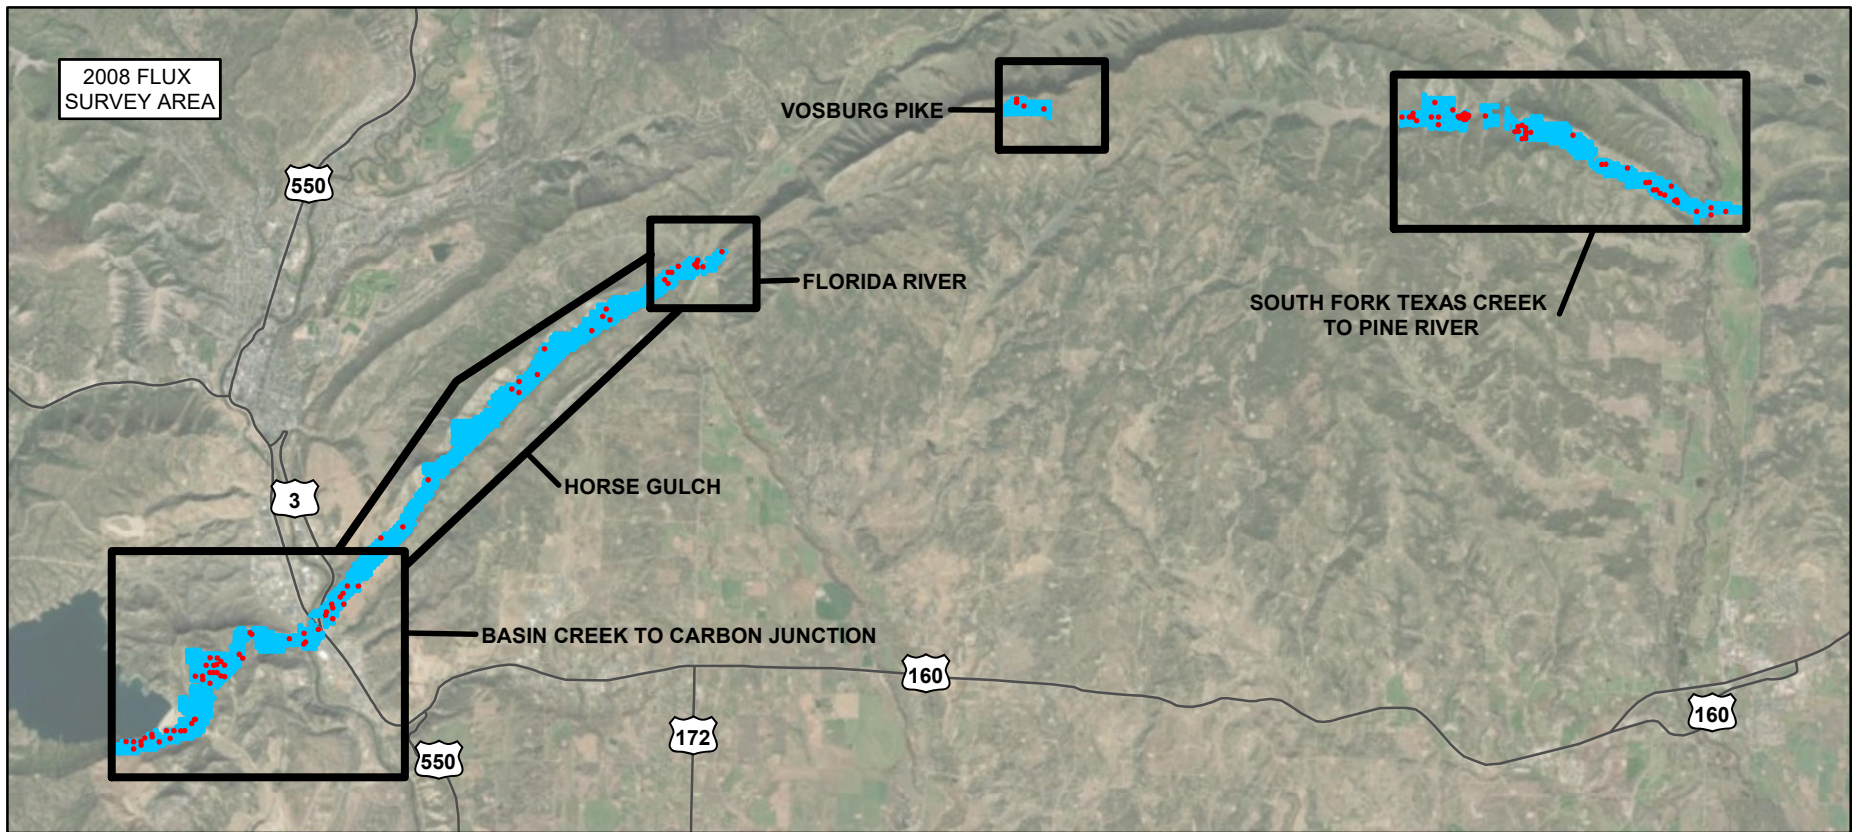 2008 FLUX
SURVEY AREA
VOSBURG PIKE
550
FLORIDA RIVER
SOUTH FORK TEXAS CREEK
TO PINE RIVER
HORSE GULCH
3
BASIN CREEK TO CARBON JUNCTION
160
160
172
550